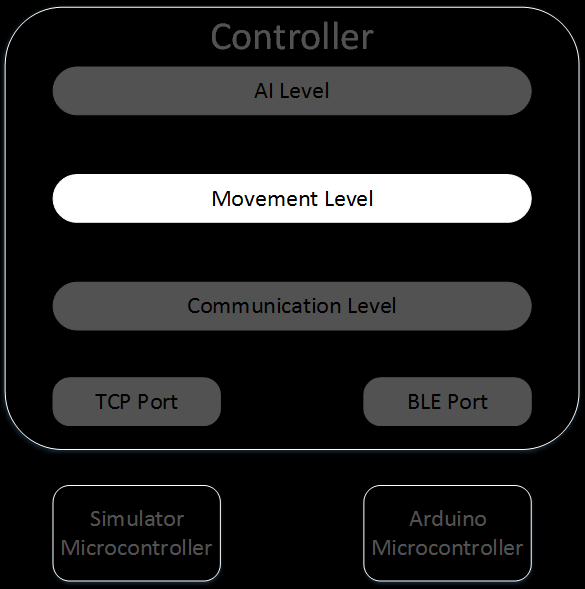 Controller
AI Level
Movement Level
Communication Level
TCP Port
BLE Port
Simulator
Microcontroller
Arduino
Microcontroller